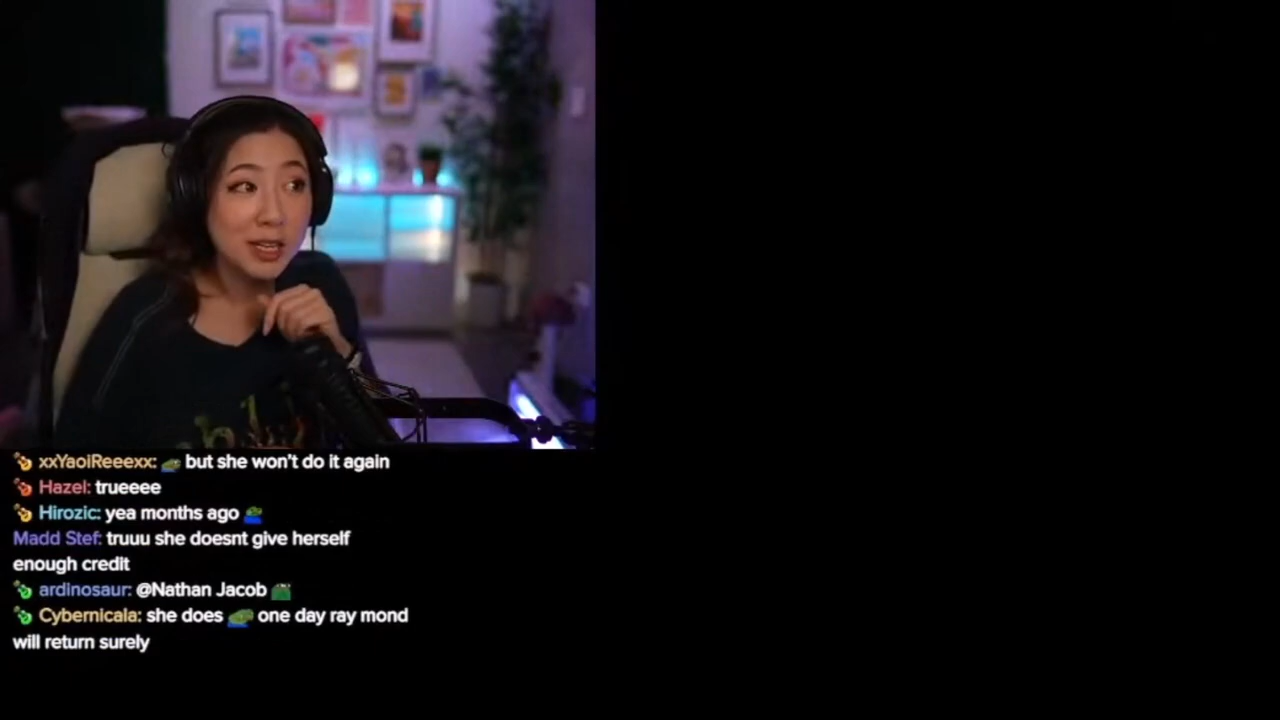 xxYaoiReeexx: but she won't do it again
Hazel: trueeee
Hirozic: yea months ago
Madd Stef: truuu she doesnt give herself
enough credit
ardinosaur: @Nathan Jacob
Cybernicala: she does one day ray mond
will return surely